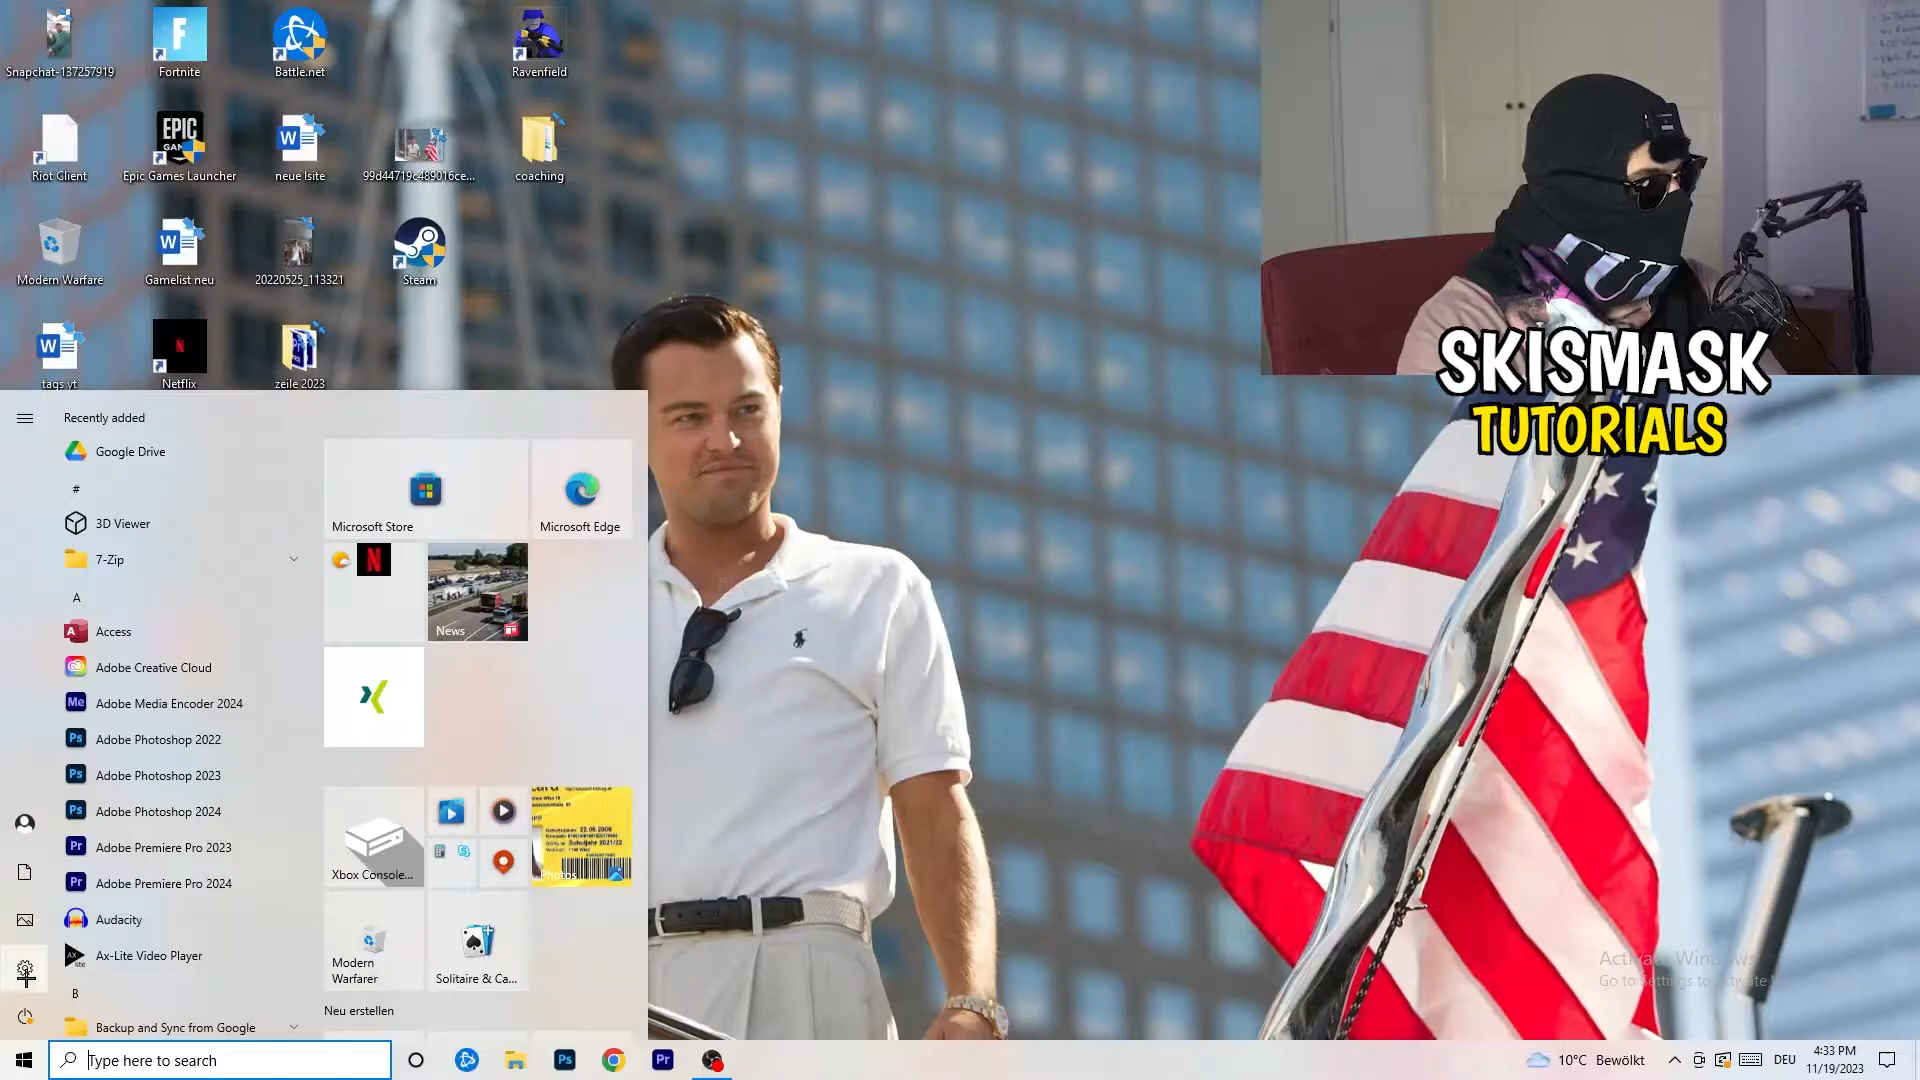 Snapchat-137257919
Fortnite
Battle.net
Ravenfield
Riot Client
EPIC
Epic Games Launcher
neue lsite
99d44719c489016ce...
coaching
Modern Warfare
Gamelist neu
20220525_113321
Steam
tags yt
Netflix
zeile 2023
SKISMASK
TUTORIALS
Recently added
Google Drive
#
3D Viewer
7-Zip
A
Access
Adobe Creative Cloud
Adobe Media Encoder 2024
Adobe Photoshop 2022
Adobe Photoshop 2023
Adobe Photoshop 2024
Adobe Premiere Pro 2023
Adobe Premiere Pro 2024
Audacity
Ax-Lite Video Player
B
Backup and Sync from Google
Microsoft Store
Microsoft Edge
News
Xbox Console...
Photos
Modern
Warfarer
Solitaire & Ca...
Neu erstellen
Activate Windows
Go to Settings to activate
Type here to search
10°C Bewölkt
DEU
4:33 PM
11/19/2023